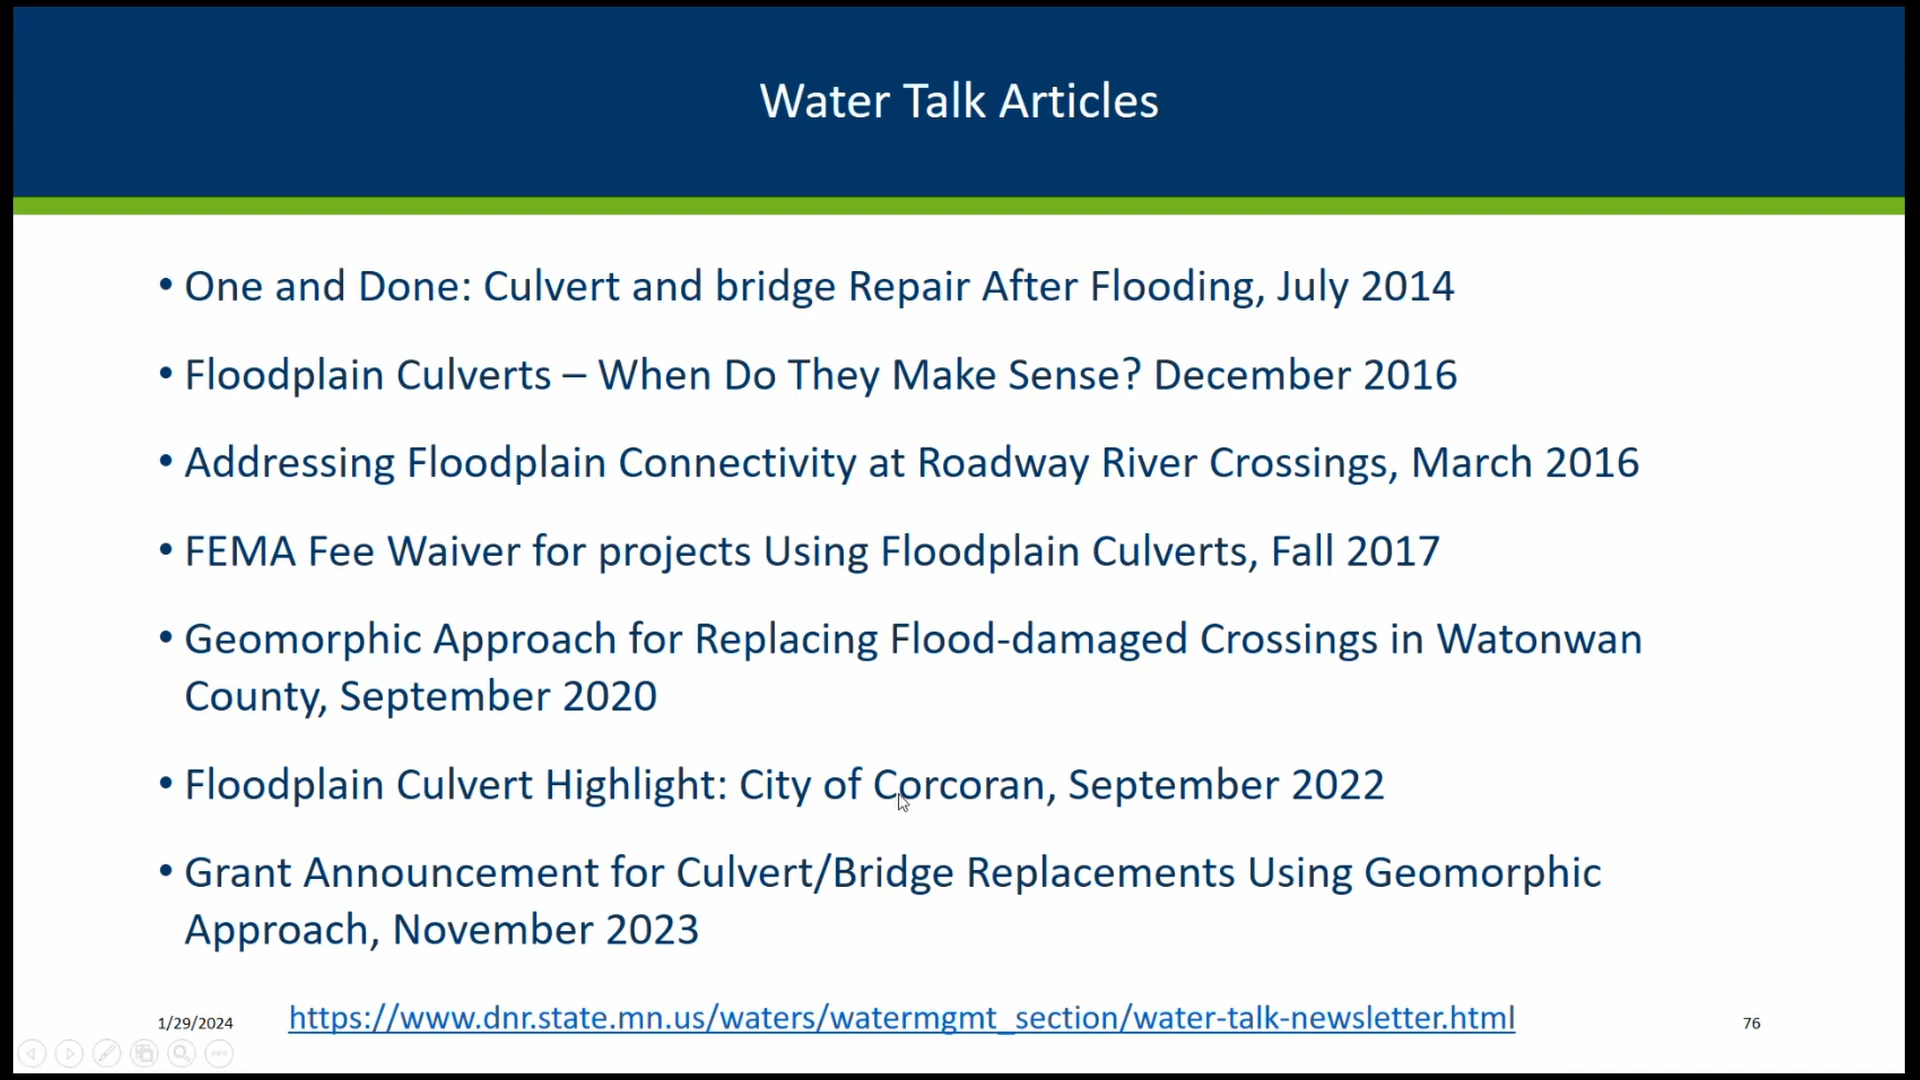 Water Talk Articles
• One and Done: Culvert and bridge Repair After Flooding, July 2014
• Floodplain Culverts – When Do They Make Sense? December 2016
• Addressing Floodplain Connectivity at Roadway River Crossings, March 2016
• FEMA Fee Waiver for projects Using Floodplain Culverts, Fall 2017
• Geomorphic Approach for Replacing Flood-damaged Crossings in Watonwan
County, September 2020
• Floodplain Culvert Highlight: City of Corcoran, September 2022
• Grant Announcement for Culvert/Bridge Replacements Using Geomorphic
Approach, November 2023
1/29/2024 https://www.dnr.state.mn.us/waters/watermgmt_section/water-talk-newsletter.html 76